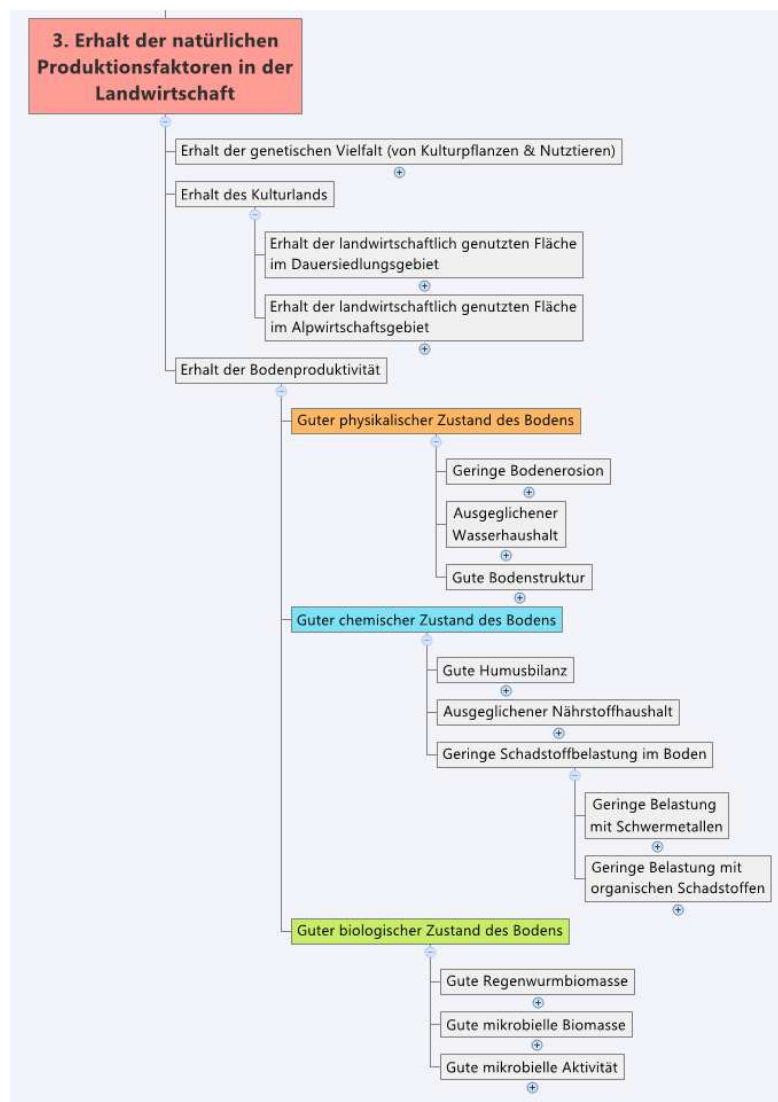 3. Erhalt der natürlichen
Produktionsfaktoren in der
Landwirtschaft
Erhalt der genetischen Vielfalt (von Kulturpflanzen & Nutztieren)
Erhalt des Kulturlands
Erhalt der landwirtschaftlich genutzten Fläche
im Dauersiedlungsgebiet
Erhalt der landwirtschaftlich genutzten Fläche
im Alpwirtschaftsgebiet
Erhalt der Bodenproduktivität
Guter physikalischer Zustand des Bodens
Geringe Bodenerosion
Ausgeglichener
Wasserhaushalt
Gute Bodenstruktur
Guter chemischer Zustand des Bodens
Gute Humusbilanz
Ausgeglichener Nährstoffhaushalt
Geringe Schadstoffbelastung im Boden
Geringe Belastung
mit Schwermetallen
Geringe Belastung mit
organischen Schadstoffen
Guter biologischer Zustand des Bodens
Gute Regenwurmbiomasse
Gute mikrobielle Biomasse
Gute mikrobielle Aktivität